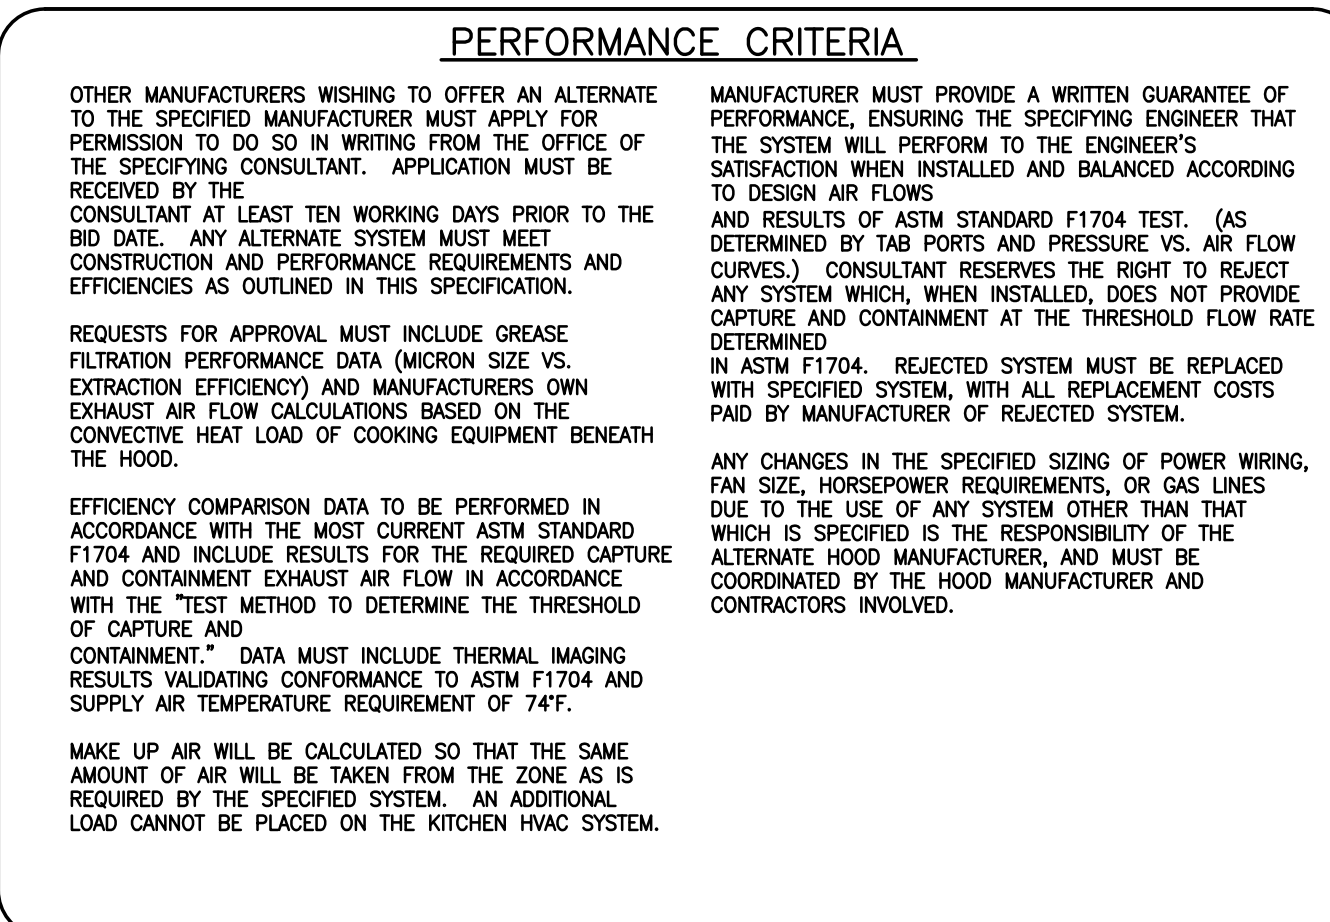 PERFORMANCE CRITERIA
OTHER MANUFACTURERS WISHING TO OFFER AN ALTERNATE
TO THE SPECIFIED MANUFACTURER MUST APPLY FOR
PERMISSION TO DO SO IN WRITING FROM THE OFFICE OF
THE SPECIFYING CONSULTANT. APPLICATION MUST BE
RECEIVED BY THE
CONSULTANT AT LEAST TEN WORKING DAYS PRIOR TO THE
BID DATE. ANY ALTERNATE SYSTEM MUST MEET
CONSTRUCTION AND PERFORMANCE REQUIREMENTS AND
EFFICIENCIES AS OUTLINED IN THIS SPECIFICATION.
REQUESTS FOR APPROVAL MUST INCLUDE GREASE
FILTRATION PERFORMANCE DATA (MICRON SIZE VS.
EXTRACTION EFFICIENCY) AND MANUFACTURERS OWN
EXHAUST AIR FLOW CALCULATIONS BASED ON THE
CONVECTIVE HEAT LOAD OF COOKING EQUIPMENT BENEATH
THE HOOD.
EFFICIENCY COMPARISON DATA TO BE PERFORMED IN
ACCORDANCE WITH THE MOST CURRENT ASTM STANDARD
F1704 AND INCLUDE RESULTS FOR THE REQUIRED CAPTURE
AND CONTAINMENT EXHAUST AIR FLOW IN ACCORDANCE
WITH THE "TEST METHOD TO DETERMINE THE THRESHOLD
OF CAPTURE AND
CONTAINMENT." DATA MUST INCLUDE THERMAL IMAGING
RESULTS VALIDATING CONFORMANCE TO ASTM F1704 AND
SUPPLY AIR TEMPERATURE REQUIREMENT OF 74°F.
MAKE UP AIR WILL BE CALCULATED SO THAT THE SAME
AMOUNT OF AIR WILL BE TAKEN FROM THE ZONE AS IS
REQUIRED BY THE SPECIFIED SYSTEM. AN ADDITIONAL
LOAD CANNOT BE PLACED ON THE KITCHEN HVAC SYSTEM.
MANUFACTURER MUST PROVIDE A WRITTEN GUARANTEE OF
PERFORMANCE, ENSURING THE SPECIFYING ENGINEER THAT
THE SYSTEM WILL PERFORM TO THE ENGINEER'S
SATISFACTION WHEN INSTALLED AND BALANCED ACCORDING
TO DESIGN AIR FLOWS
AND RESULTS OF ASTM STANDARD F1704 TEST. (AS
DETERMINED BY TAB PORTS AND PRESSURE VS. AIR FLOW
CURVES.) CONSULTANT RESERVES THE RIGHT TO REJECT
ANY SYSTEM WHICH, WHEN INSTALLED, DOES NOT PROVIDE
CAPTURE AND CONTAINMENT AT THE THRESHOLD FLOW RATE
DETERMINED
IN ASTM F1704. REJECTED SYSTEM MUST BE REPLACED
WITH SPECIFIED SYSTEM, WITH ALL REPLACEMENT COSTS
PAID BY MANUFACTURER OF REJECTED SYSTEM.
ANY CHANGES IN THE SPECIFIED SIZING OF POWER WIRING,
FAN SIZE, HORSEPOWER REQUIREMENTS, OR GAS LINES
DUE TO THE USE OF ANY SYSTEM OTHER THAN THAT
WHICH IS SPECIFIED IS THE RESPONSIBILITY OF THE
ALTERNATE HOOD MANUFACTURER, AND MUST BE
COORDINATED BY THE HOOD MANUFACTURER AND
CONTRACTORS INVOLVED.